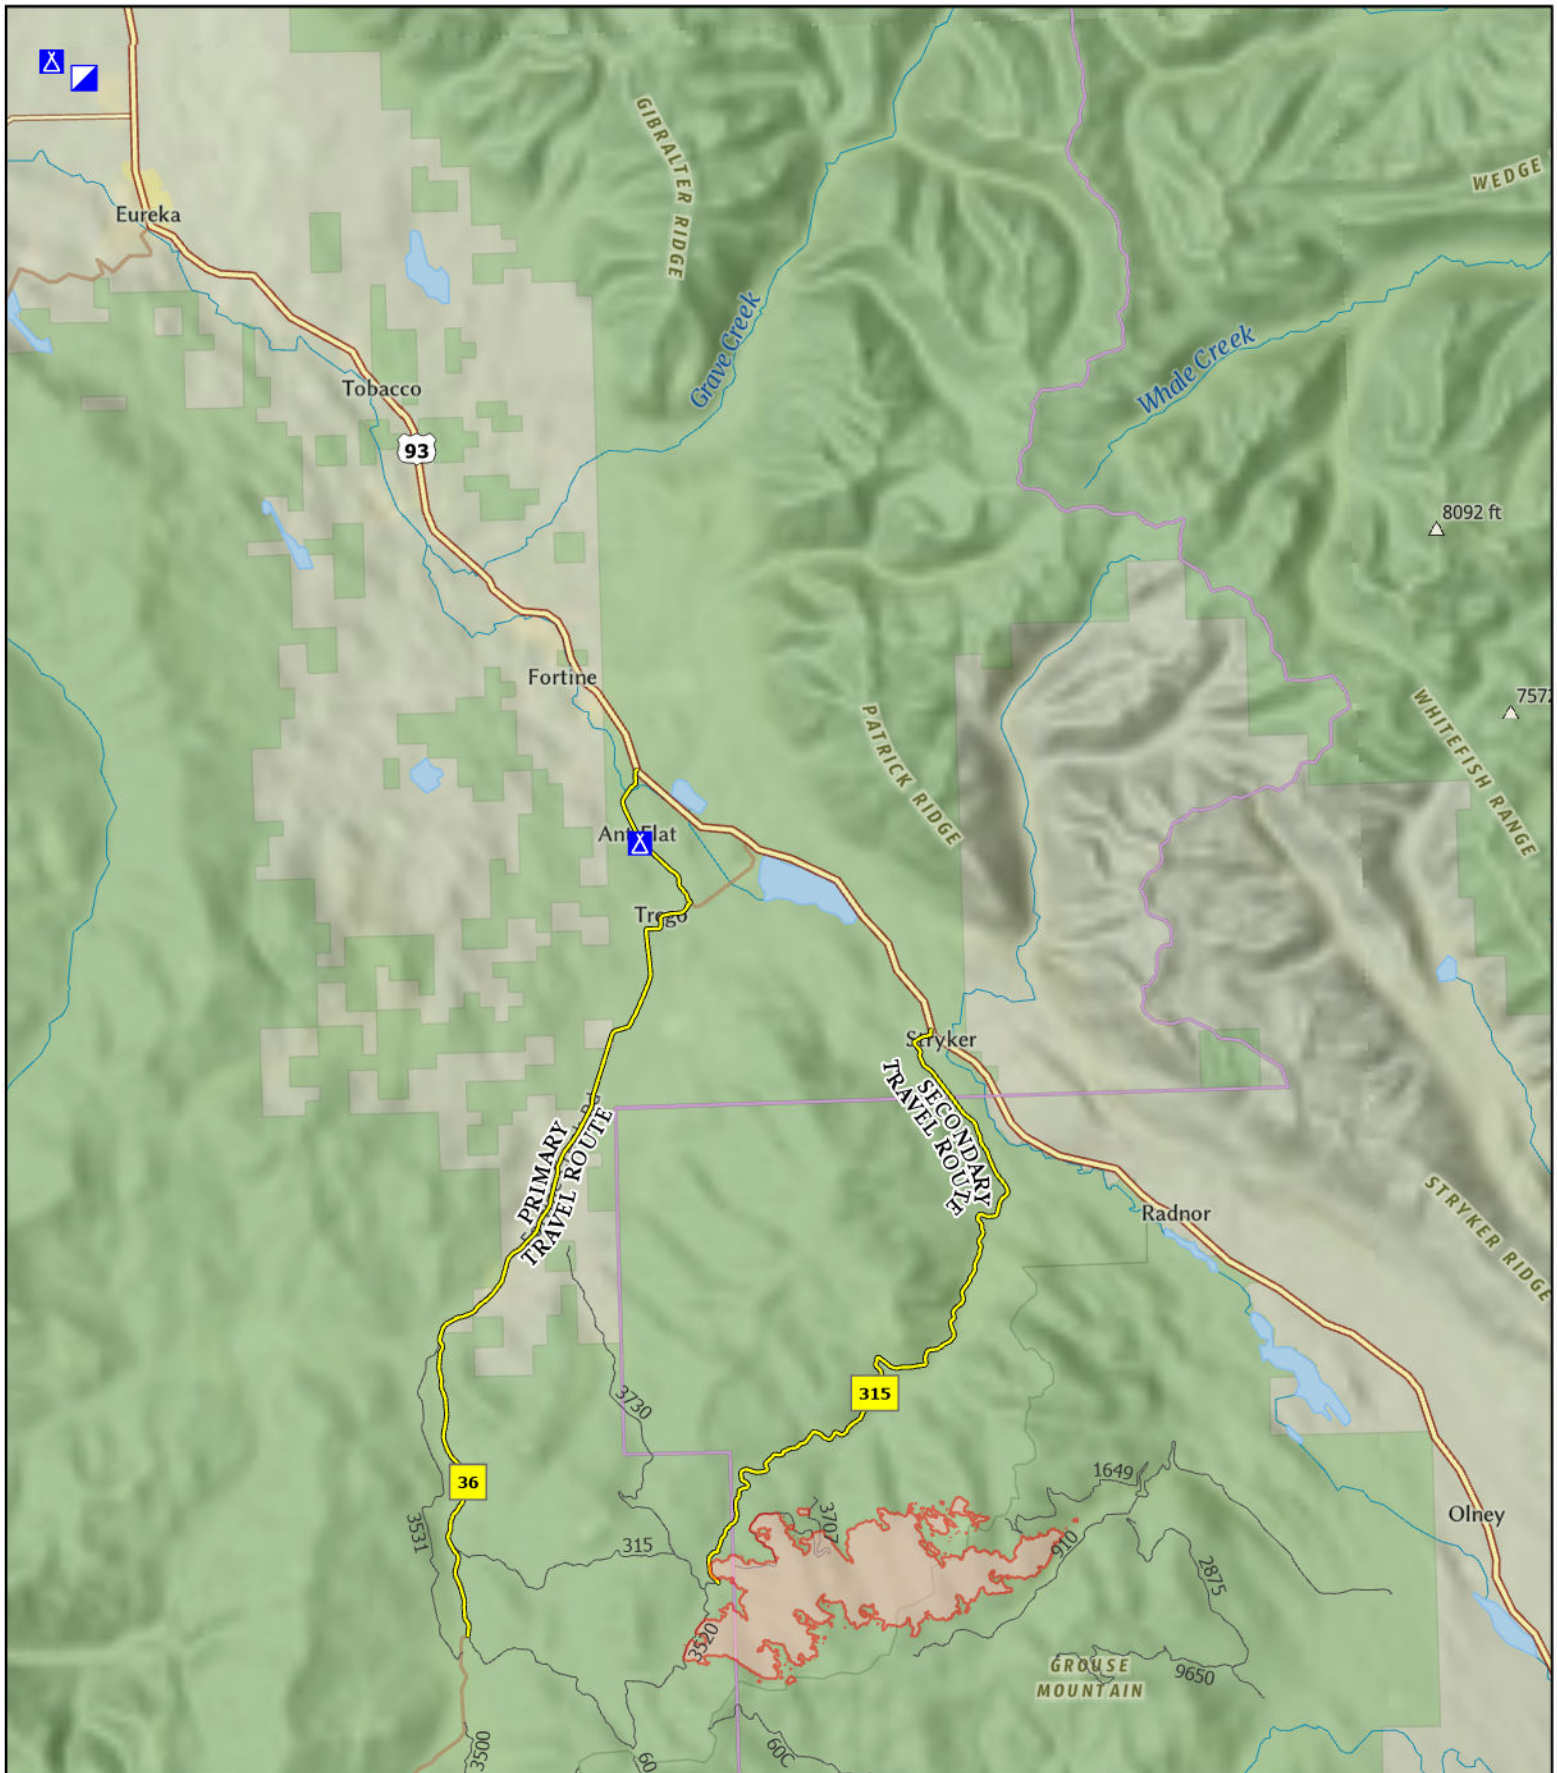 GIBRALTER RIDGE
WEDGE
Eureka
Grave Creek
Whale Creek
Tobacco
93
8092 ft
Fortine
PATRICK RIDGE
WHITEFISH RANGE
Ant Flat
Trego
Stryker
PRIMARY
TRAVEL ROUTE
Rd
SECONDARY
TRAVEL ROUTE
Radnor
STRYKER RIDGE
3730
315
36
1649
3531
315
3707
910
Olney
2875
3520
GROUSE
MOUNTAIN
9650
3500
60
60C